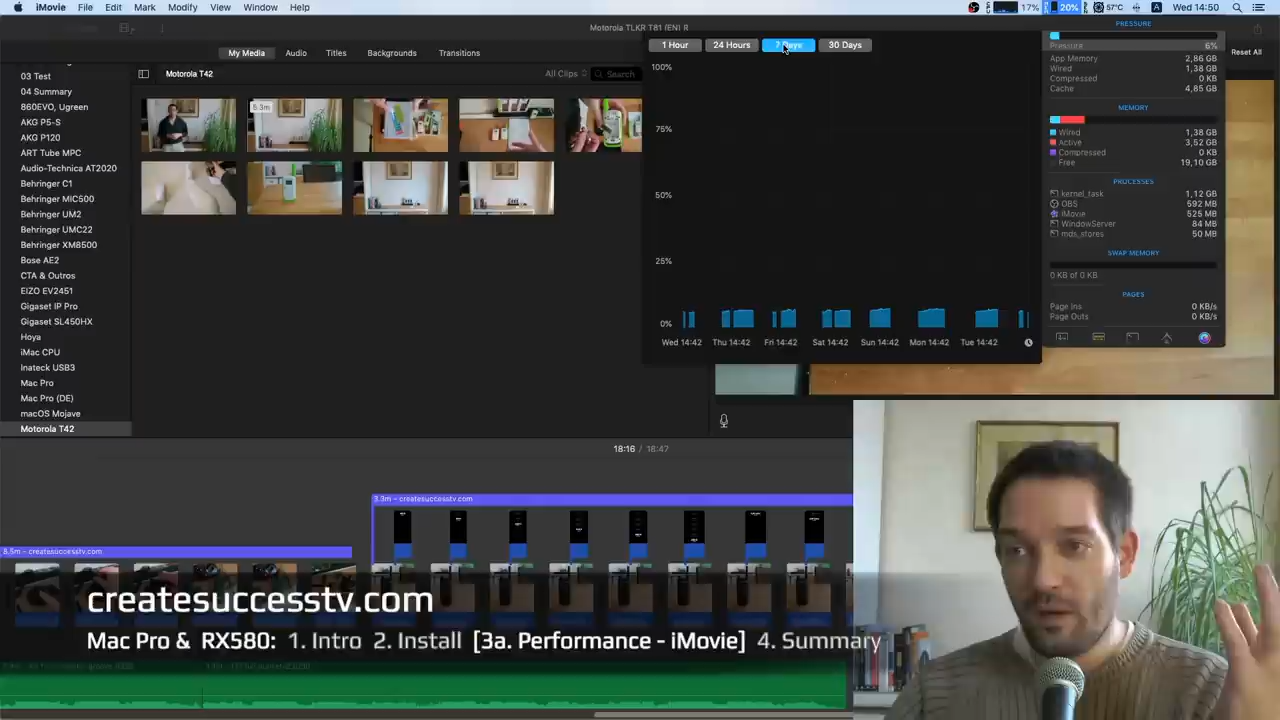 iMovie File Edit Mark Modify View Window Help
17% 20% 57°C A Wed 14:50
Motorola TLKR T81 (EN) R
My Media Audio Titles Backgrounds Transitions
Reset All
Motorola T42 All Clips Search
03 Test
04 Summary
860EVO, Ugreen
AKG P5-S
AKG P120
ART Tube MPC
Audio-Technica AT2020
Behringer C1
Behringer MIC500
Behringer UM2
Behringer UMC22
Behringer XM8500
Bose AE2
CTA & Outros
EIZO EV2451
Gigaset IP Pro
Gigaset SL450HX
Hoya
iMac CPU
Inateck USB3
Mac Pro
Mac Pro (DE)
macOS Mojave
Motorola T42
5.3m
1 Hour 24 Hours 7 Days 30 Days
100%
75%
50%
25%
0%
Wed 14:42 Thu 14:42 Fri 14:42 Sat 14:42 Sun 14:42 Mon 14:42 Tue 14:42
PRESSURE
Pressure 6%
App Memory 2,86 GB
Wired 1,38 GB
Compressed 0 KB
Cache 4,85 GB
MEMORY
Wired 1,38 GB
Active 3,52 GB
Compressed 0 KB
Free 19,10 GB
PROCESSES
kernel_task 1,12 GB
OBS 592 MB
iMovie 525 MB
WindowServer 84 MB
mds_stores 50 MB
SWAP MEMORY
0 KB of 0 KB
PAGES
Page Ins 0 KB/s
Page Outs 0 KB/s
18:16 / 18:47
3.3m – createsuccesstv.com
8.5m – createsuccesstv.com
createsuccesstv.com
Mac Pro & RX580: 1. Intro 2. Install [3a. Performance - iMovie] 4. Summary